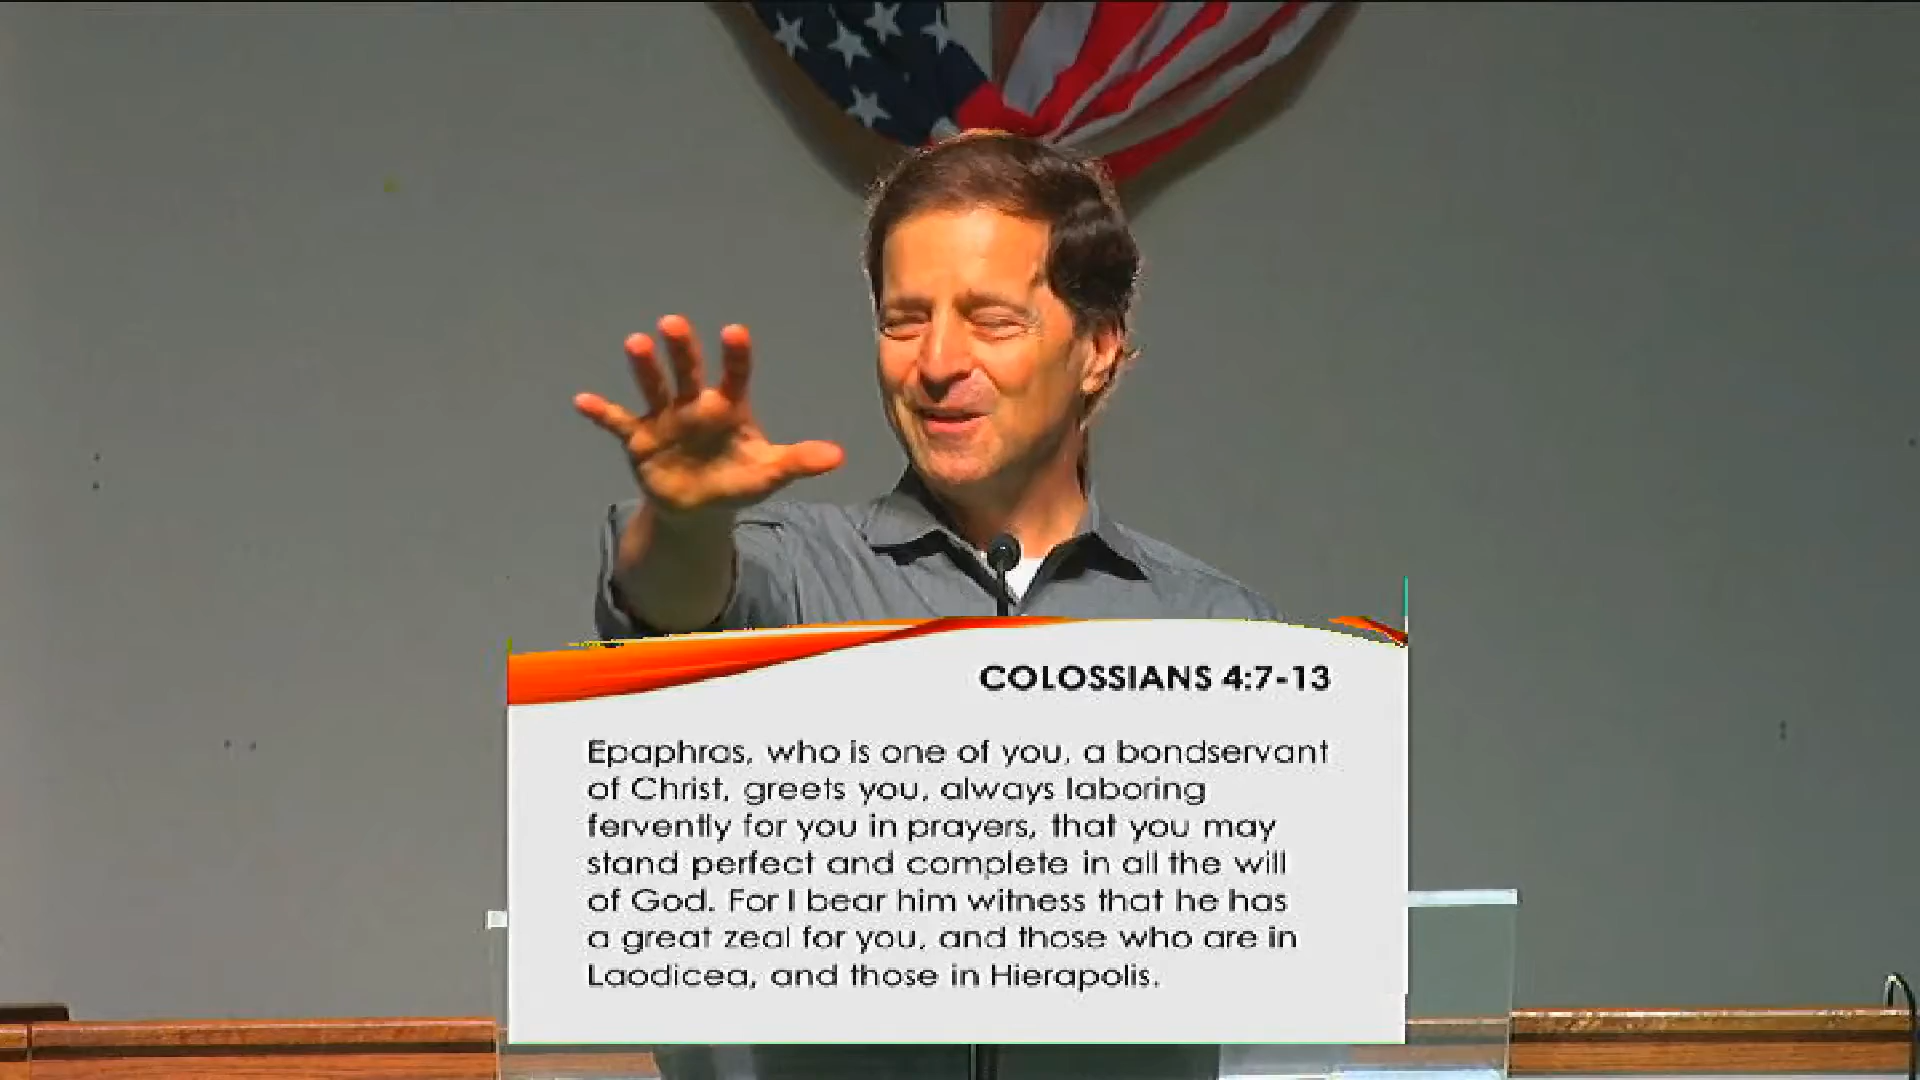 COLOSSIANS 4:7-13
Epaphras, who is one of you, a bondservant
of Christ, greets you, always laboring
fervently for you in prayers, that you may
stand perfect and complete in all the will
of God. For I bear him witness that he has
a great zeal for you, and those who are in
Laodicea, and those in Hierapolis.